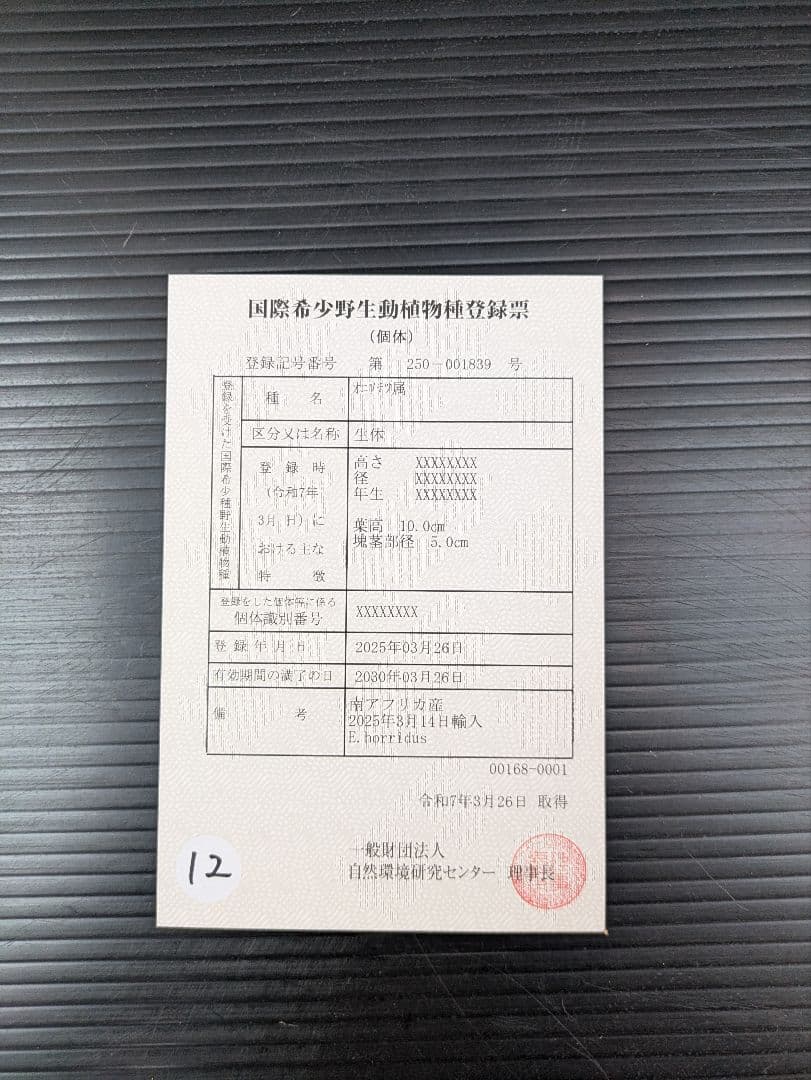 国際希少野生動植物種登録票
(個体)
登録記号番号 第 250-001839 号
登録を受けた国際希少種野生動植物種
種 名 ｵﾆｿﾃﾂ属
区分又は名称 生体
登録時
(令和7年
3月 日)に
おける主な
特徴
高さ XXXXXXXX
径 XXXXXXXX
年生 XXXXXXXX
葉高 10.0cm
塊茎部径 5.0cm
登録をした個体等に係る
個体識別番号 XXXXXXXX
登録年月日 2025年03月26日
有効期間の満了の日 2030年03月26日
備考
南アフリカ産
2025年3月14日輸入
E.horridus
00168-0001
令和7年3月26日 取得
一般財団法人
自然環境研究センター 理事長
12